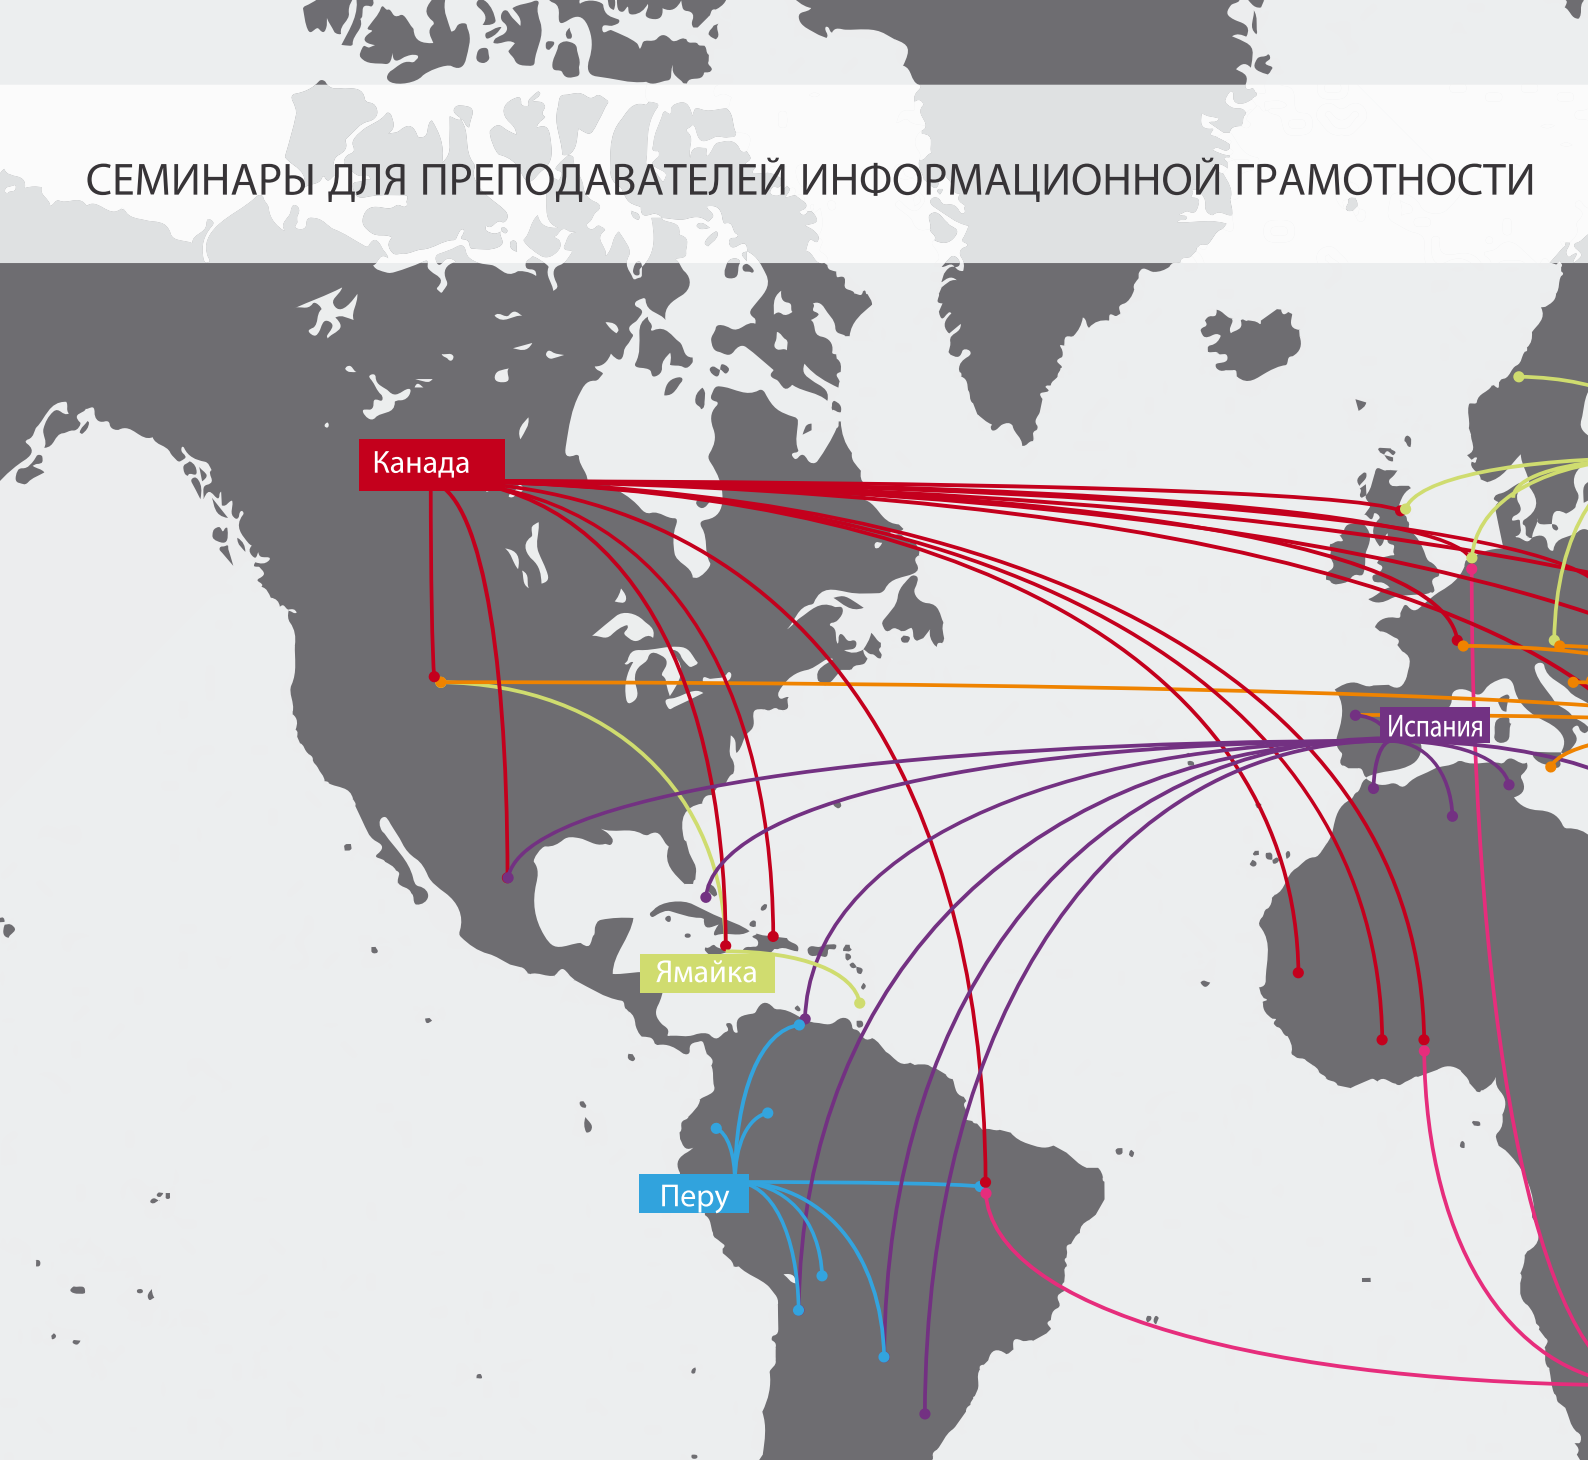 СЕМИНАРЫ ДЛЯ ПРЕПОДАВАТЕЛЕЙ ИНФОРМАЦИОННОЙ ГРАМОТНОСТИ
Канада
Испания
Ямайка
Перу